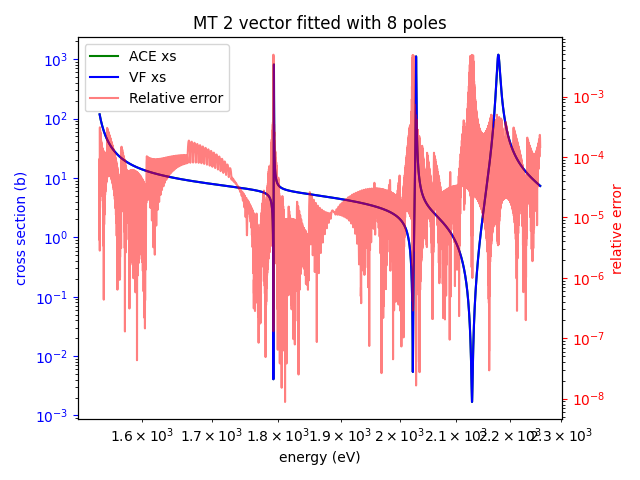 MT 2 vector fitted with 8 poles
ACE xs
VF xs
Relative error
10³
10²
10¹
10⁰
10⁻¹
10⁻²
10⁻³
cross section (b)
10⁻³
10⁻⁴
10⁻⁵
10⁻⁶
10⁻⁷
10⁻⁸
relative error
1.6 × 10³ 1.7 × 10³ 1.8 × 10³ 1.9 × 10³ 2 × 10³ 2.1 × 10³ 2.2 × 10³ 2.3 × 10³
energy (eV)